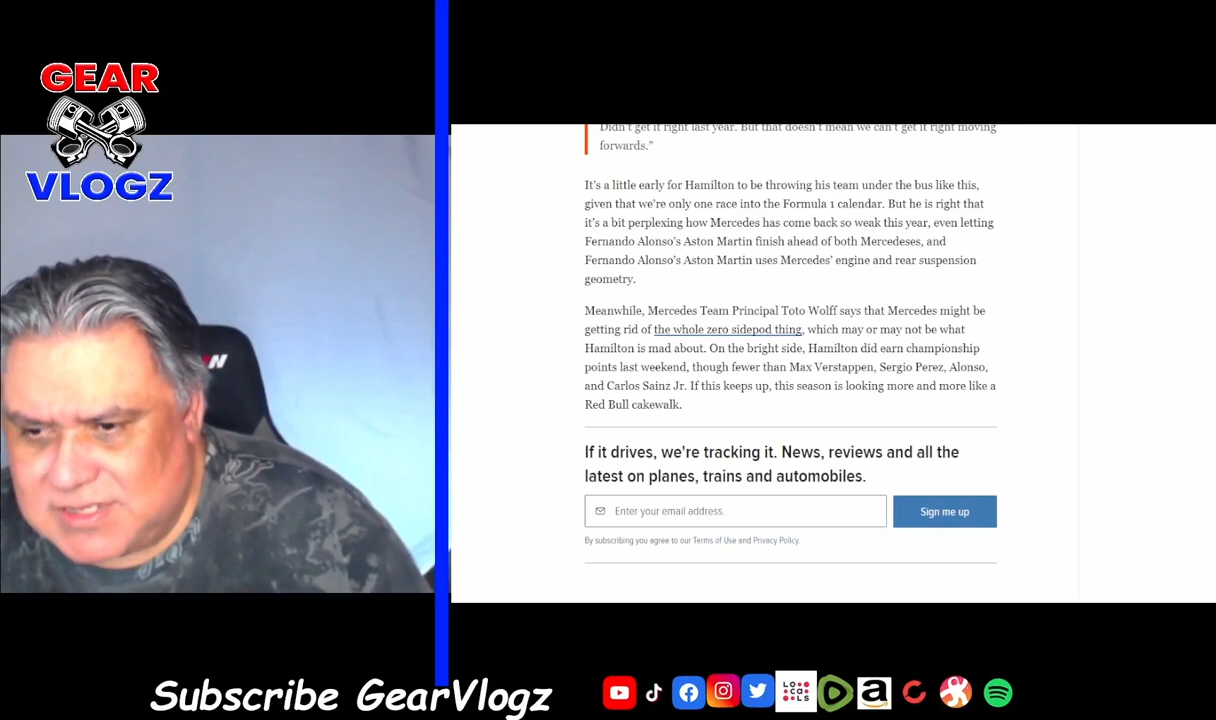 GEAR
VLOGZ
Didn't get it right last year. But that doesn't mean we can't get it right moving
forwards."
It's a little early for Hamilton to be throwing his team under the bus like this,
given that we're only one race into the Formula 1 calendar. But he is right that
it's a bit perplexing how Mercedes has come back so weak this year, even letting
Fernando Alonso's Aston Martin finish ahead of both Mercedeses, and
Fernando Alonso's Aston Martin uses Mercedes' engine and rear suspension
geometry.
Meanwhile, Mercedes Team Principal Toto Wolff says that Mercedes might be
getting rid of the whole zero sidepod thing, which may or may not be what
Hamilton is mad about. On the bright side, Hamilton did earn championship
points last weekend, though fewer than Max Verstappen, Sergio Perez, Alonso,
and Carlos Sainz Jr. If this keeps up, this season is looking more and more like a
Red Bull cakewalk.
If it drives, we're tracking it. News, reviews and all the
latest on planes, trains and automobiles.
Enter your email address.
Sign me up
By subscribing you agree to our Terms of Use and Privacy Policy.
Subscribe GearVlogz
LOCALS